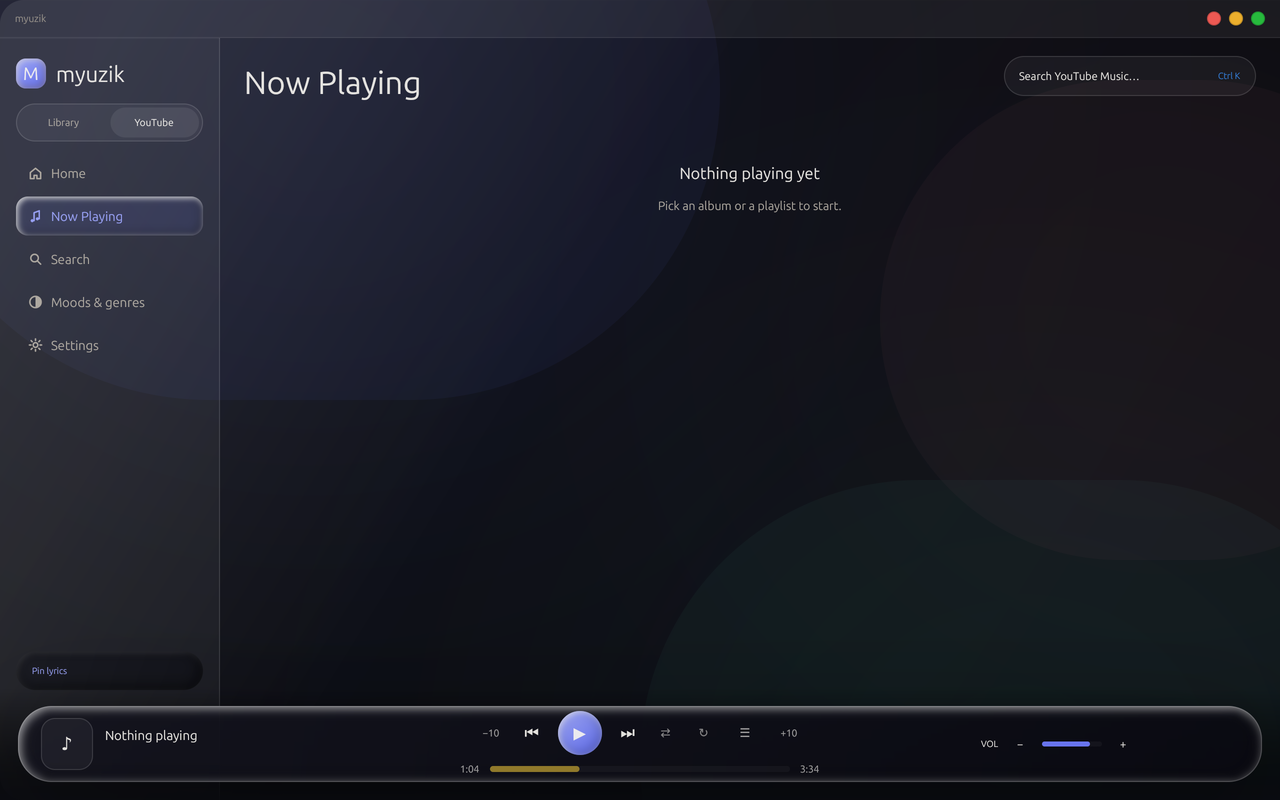 myuzik
M myuzik
Library YouTube
Now Playing
Search YouTube Music... Ctrl K
Home
Now Playing
Search
Moods & genres
Settings
Nothing playing yet
Pick an album or a playlist to start.
Pin lyrics
Nothing playing
−10 +10
1:04 3:34
VOL − +